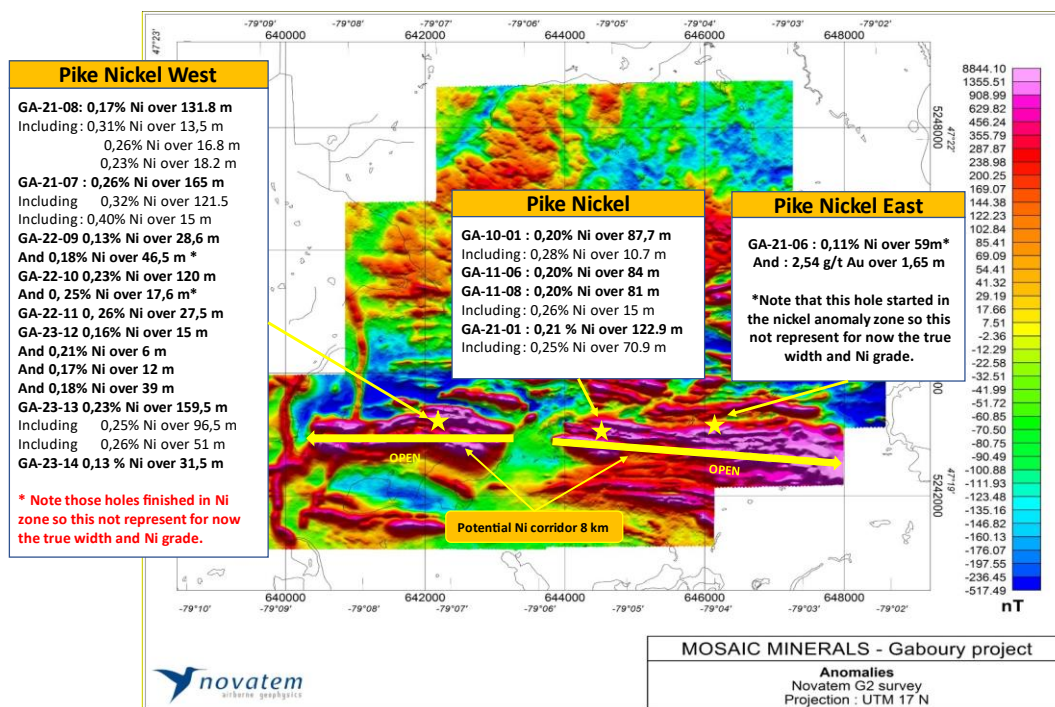 -79°09'
-79°08'
-79°07'
-79°06'
-79°05'
-79°04'
-79°03'
-79°02'
640000
642000
644000
646000
648000
47°23'
Pike Nickel West
GA-21-08: 0,17% Ni over 131.8 m
Including: 0,31% Ni over 13,5 m
0,26% Ni over 16.8 m
0,23% Ni over 18.2 m
GA-21-07 : 0,26% Ni over 165 m
Including 0,32% Ni over 121.5
Including: 0,40% Ni over 15 m
GA-22-09 0,13% Ni over 28,6 m
And 0,18% Ni over 46,5 m *
GA-22-10 0,23% Ni over 120 m
And 0, 25% Ni over 17,6 m*
GA-22-11 0, 26% Ni over 27,5 m
GA-23-12 0,16% Ni over 15 m
And 0,21% Ni over 6 m
And 0,17% Ni over 12 m
And 0,18% Ni over 39 m
GA-23-13 0,23% Ni over 159,5 m
Including 0,25% Ni over 96,5 m
Including 0,26% Ni over 51 m
GA-23-14 0,13 % Ni over 31,5 m
* Note those holes finished in Ni
zone so this not represent for now
the true width and Ni grade.
Pike Nickel
GA-10-01 : 0,20% Ni over 87,7 m
Including: 0,28% Ni over 10.7 m
GA-11-06 : 0,20% Ni over 84 m
GA-11-08 : 0,20% Ni over 81 m
Including : 0,26% Ni over 15 m
GA-21-01 : 0,21 % Ni over 122.9 m
Including: 0,25% Ni over 70.9 m
Pike Nickel East
GA-21-06 : 0,11% Ni over 59m*
And : 2,54 g/t Au over 1,65 m
*Note that this hole started in
the nickel anomaly zone so this
not represent for now the true
width and Ni grade.
5248000
47°22'
5242000
47°19'
OPEN
OPEN
Potential Ni corridor 8 km
8844.10
1355.51
908.99
629.82
456.24
355.79
287.87
238.98
200.25
169.07
144.38
122.23
102.84
85.41
69.09
54.41
41.32
29.19
16.66
7.51
-2.36
-12.29
-22.58
-32.51
-41.99
-51.72
-60.85
-70.50
-80.75
-90.49
-100.88
-111.93
-123.48
-135.16
-146.82
-160.13
-176.07
-197.55
-236.45
-517.49
nT
-79°10'
-79°09'
-79°08'
-79°07'
-79°06'
-79°05'
-79°04'
-79°03'
-79°02'
640000
642000
644000
646000
648000
novatem
airborne geophysics
MOSAIC MINERALS - Gaboury project
Anomalies
Novatem G2 survey
Projection : UTM 17 N